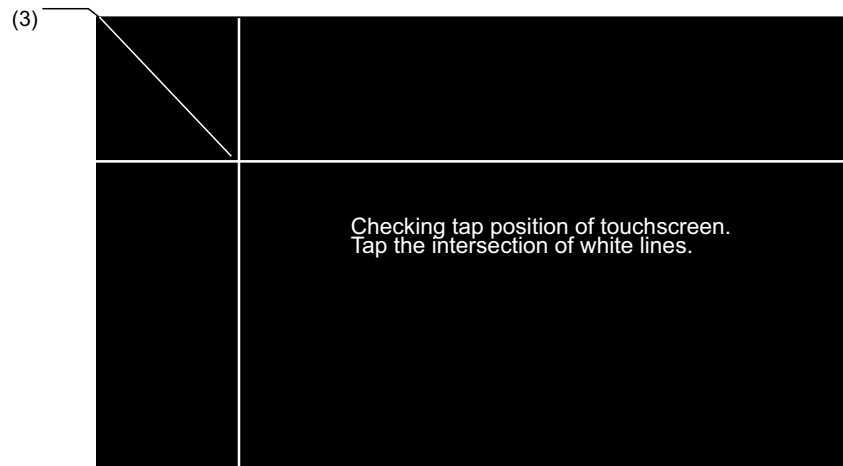 (3)
Checking tap position of touchscreen.
Tap the intersection of white lines.